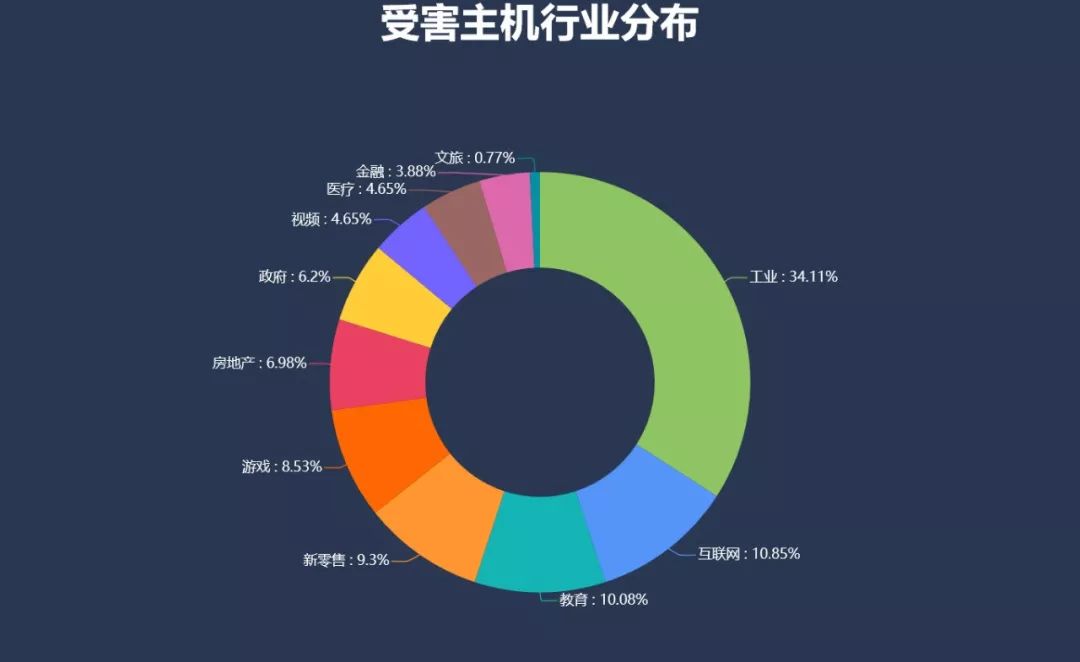 受害主机行业分布
文旅 : 0.77%
金融 : 3.88%
医疗 : 4.65%
视频 : 4.65%
政府 : 6.2%
工业 : 34.11%
房地产 : 6.98%
游戏 : 8.53%
互联网 : 10.85%
新零售 : 9.3%
教育 : 10.08%